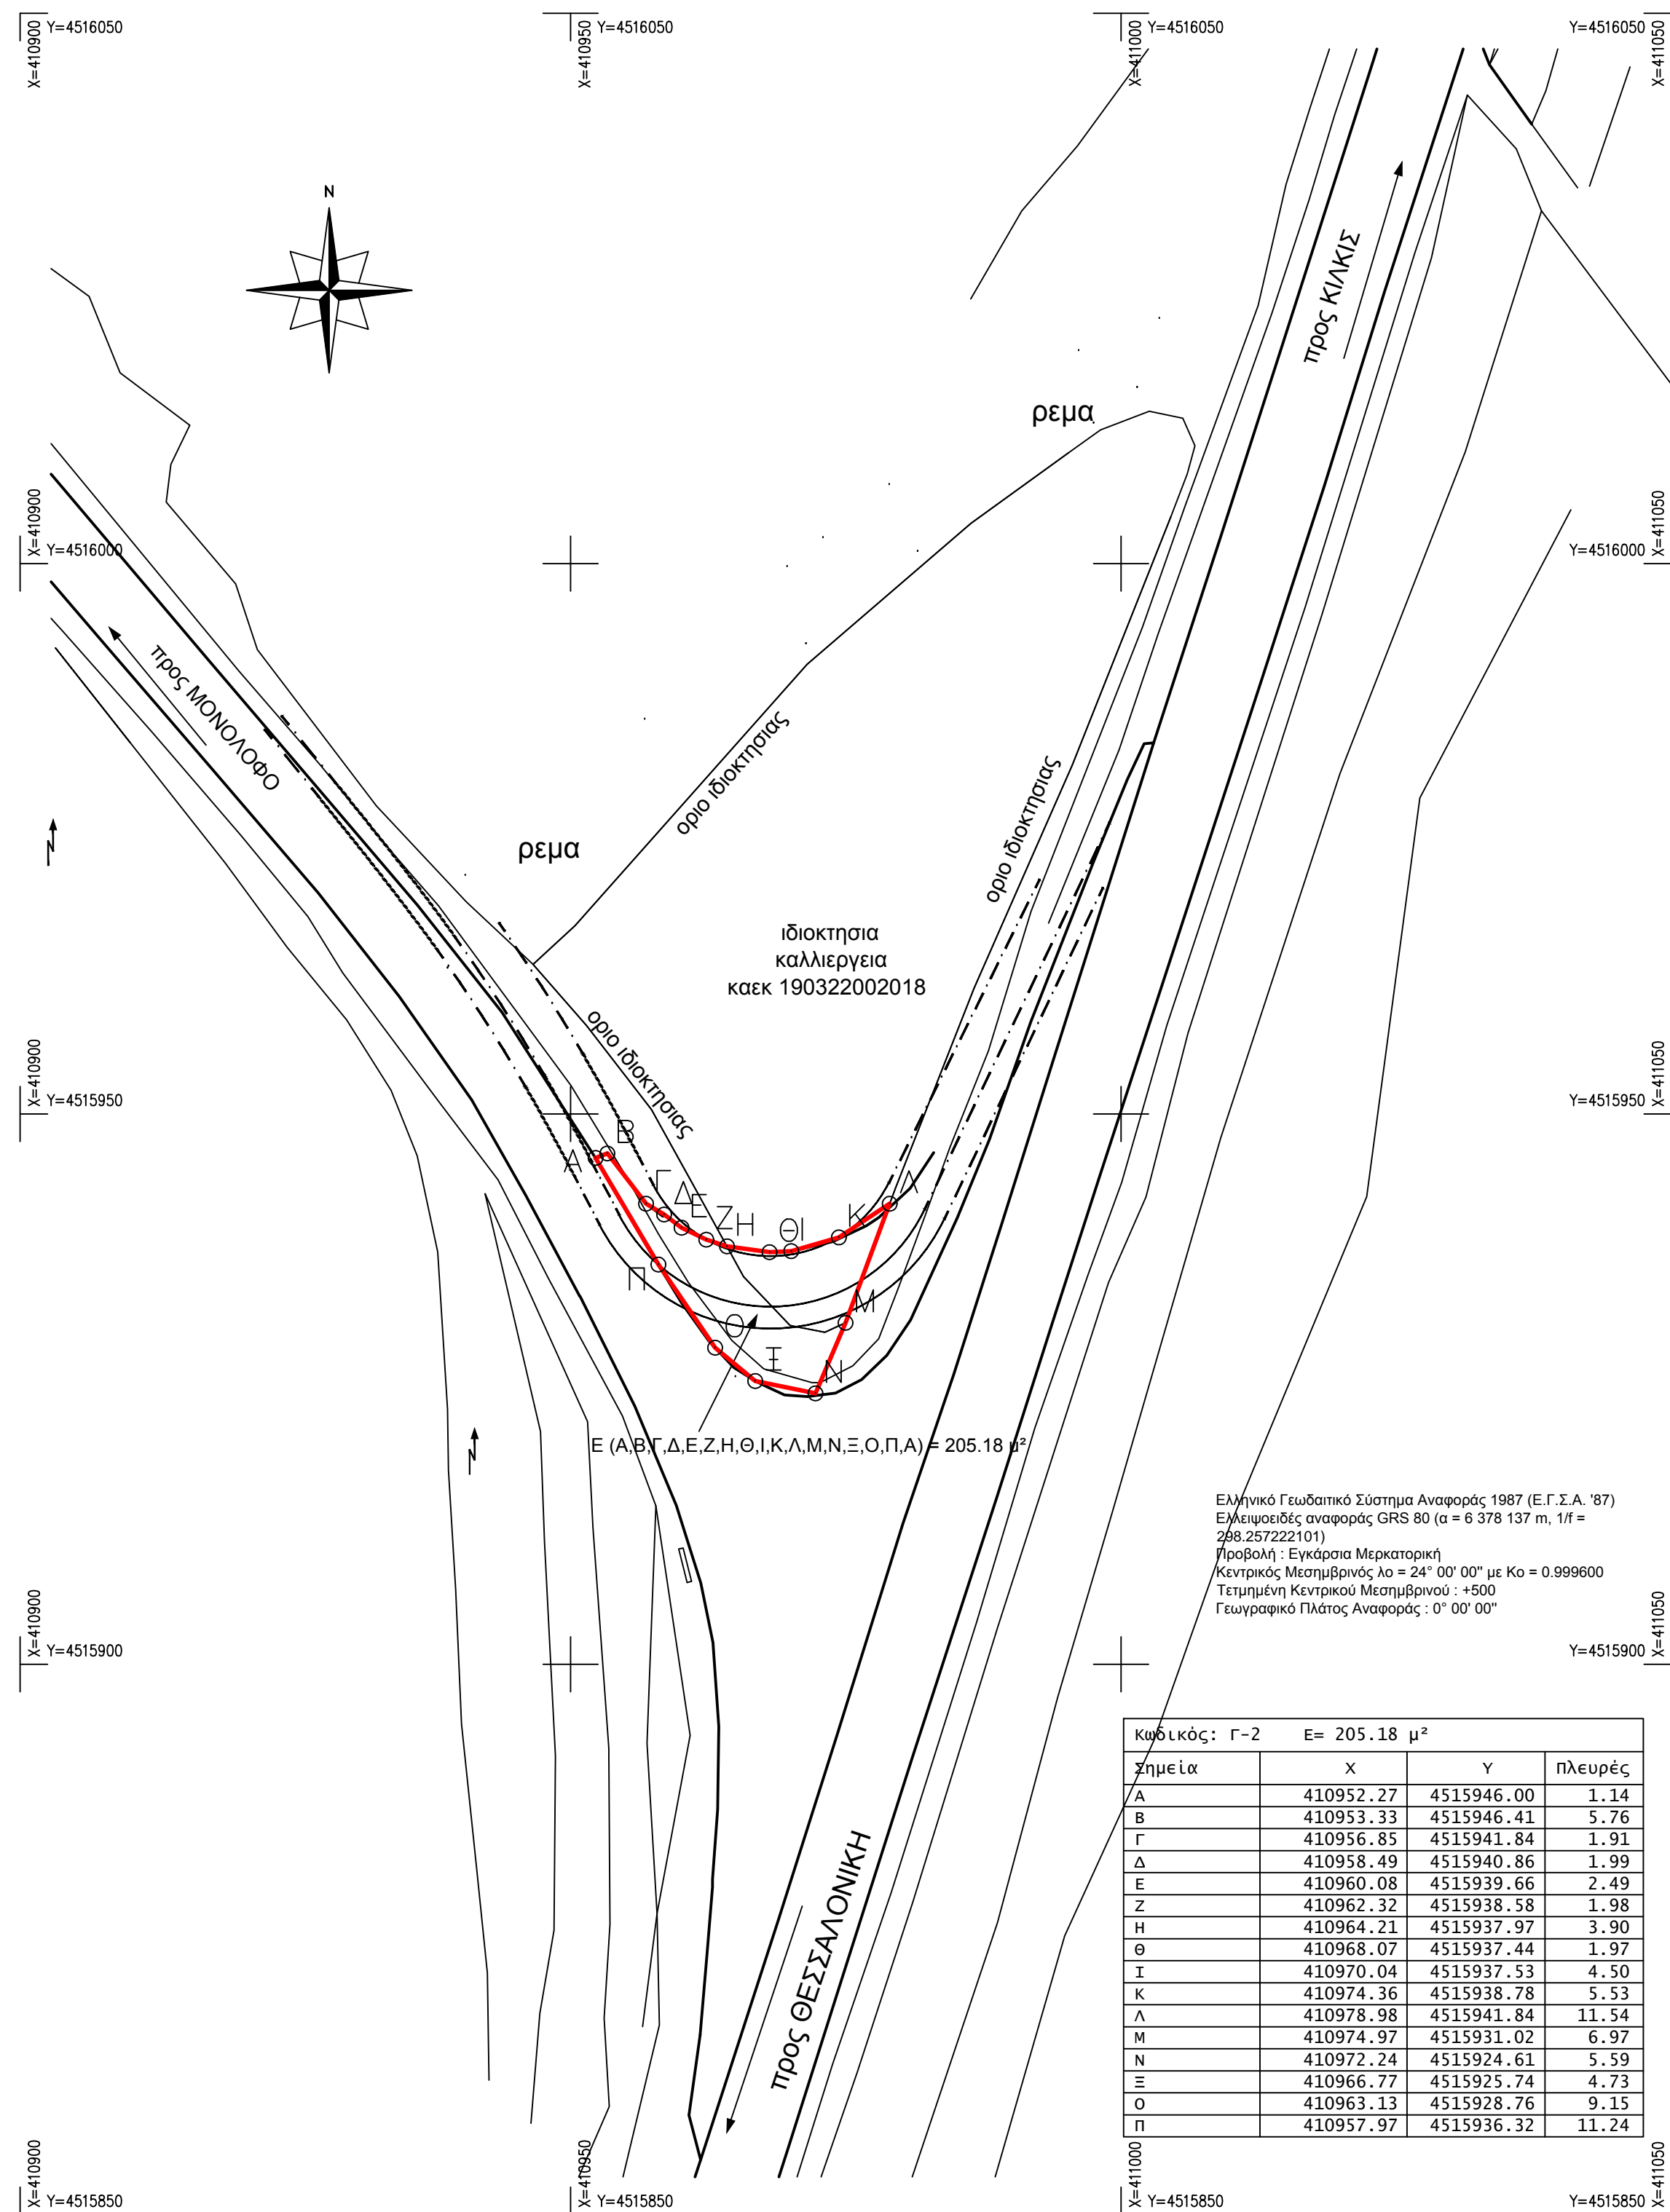 Y=4516050
Y=4516050
Y=4516050
Y=4516050
X=410900
X=410950
X=411000
X=411050
N
προς ΚΙΛΚΙΣ
ρεμα
X=410900
Y=4516000
Y=4516000
X=411050
προς ΜΟΝΟΛΟΦΟ
οριο ιδιοκτησιας
οριο ιδιοκτησιας
N
ρεμα
ιδιοκτησια
καλλιεργεια
καεκ 190322002018
οριο ιδιοκτησιας
X=410900
Y=4515950
Y=4515950
X=411050
Α
Β
Γ
Δ
Ε
Ζ
Η
Θ
Ι
Κ
Λ
Π
Μ
Ο
Ξ
Ν
N
Ε (Α,Β,Γ,Δ,Ε,Ζ,Η,Θ,Ι,Κ,Λ,Μ,Ν,Ξ,Ο,Π,Α) = 205.18 μ²
Ελληνικό Γεωδαιτικό Σύστημα Αναφοράς 1987 (Ε.Γ.Σ.Α. '87)
Ελλειψοειδές αναφοράς GRS 80 (α = 6 378 137 m, 1/f =
298.257222101)
Προβολή : Εγκάρσια Μερκατορική
Κεντρικός Μεσημβρινός λο = 24° 00' 00'' με Κο = 0.999600
Τετμημένη Κεντρικού Μεσημβρινού : +500
Γεωγραφικό Πλάτος Αναφοράς : 0° 00' 00''
X=410900
Y=4515900
Y=4515900
X=411050
Κωδικός: Γ-2 Ε= 205.18 μ²
Σημεία X Y Πλευρές
Α 410952.27 4515946.00 1.14
Β 410953.33 4515946.41 5.76
Γ 410956.85 4515941.84 1.91
Δ 410958.49 4515940.86 1.99
Ε 410960.08 4515939.66 2.49
Ζ 410962.32 4515938.58 1.98
Η 410964.21 4515937.97 3.90
Θ 410968.07 4515937.44 1.97
Ι 410970.04 4515937.53 4.50
Κ 410974.36 4515938.78 5.53
Λ 410978.98 4515941.84 11.54
Μ 410974.97 4515931.02 6.97
Ν 410972.24 4515924.61 5.59
Ξ 410966.77 4515925.74 4.73
Ο 410963.13 4515928.76 9.15
Π 410957.97 4515936.32 11.24
προς ΘΕΣΣΑΛΟΝΙΚΗ
X=410900
X=410950
X=411000
X=411050
Y=4515850
Y=4515850
Y=4515850
Y=4515850